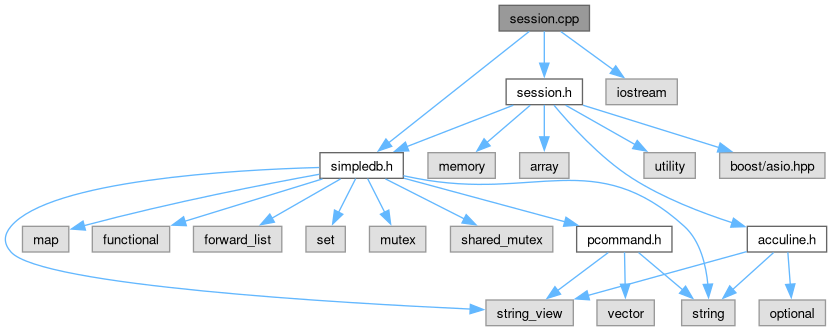 session.cpp
session.h
iostream
simpledb.h
memory
array
utility
boost/asio.hpp
map
functional
forward_list
set
mutex
shared_mutex
pcommand.h
acculine.h
string_view
vector
string
optional